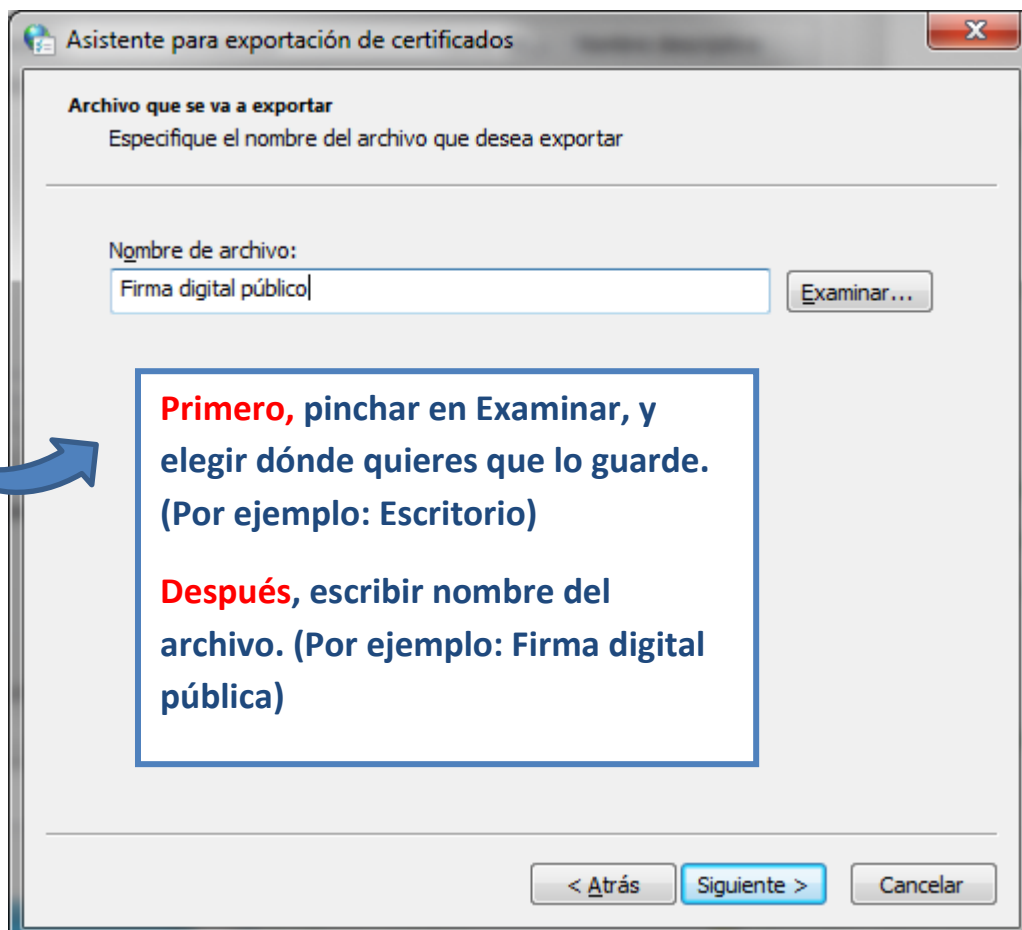 Asistente para exportación de certificados
Archivo que se va a exportar
Especifique el nombre del archivo que desea exportar
Nombre de archivo:
Firma digital público
Examinar...
Primero, pinchar en Examinar, y
elegir dónde quieres que lo guarde.
(Por ejemplo: Escritorio)
Después, escribir nombre del
archivo. (Por ejemplo: Firma digital
pública)
< Atrás
Siguiente >
Cancelar